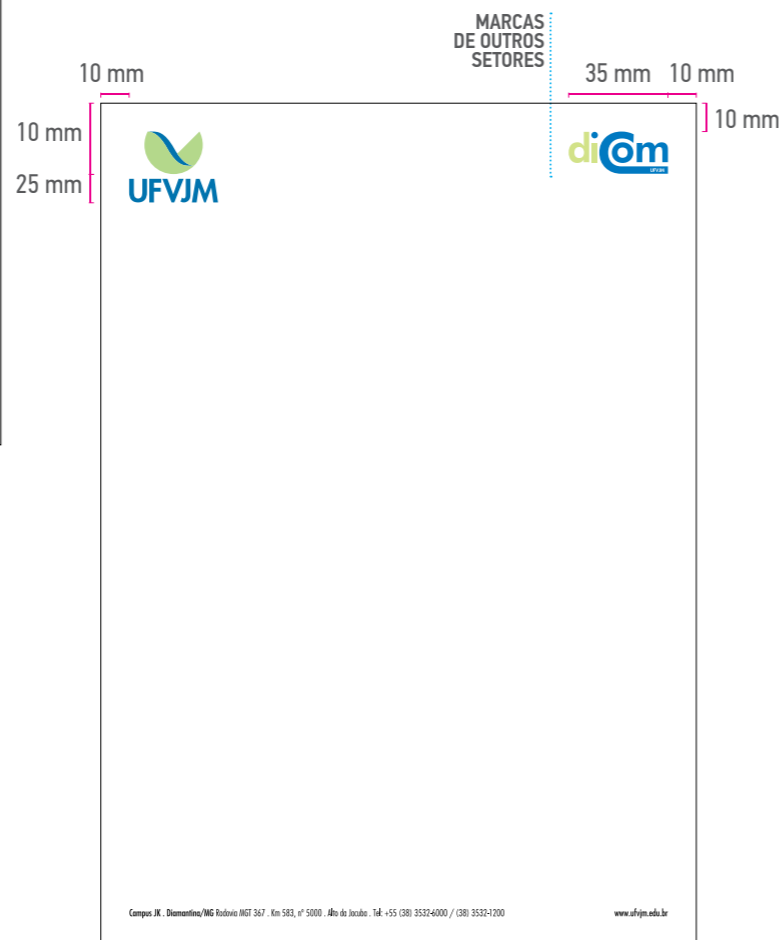 MARCAS
DE OUTROS
SETORES
10 mm
35 mm 10 mm
10 mm
10 mm
25 mm
UFVJM
diCom
UFVJM
Campus JK . Diamantina/MG Rodovia MGT 367 . Km 583, nº 5000 . Alto da Jacuba . Tel: +55 (38) 3532-6000 / (38) 3532-1200
www.ufvjm.edu.br